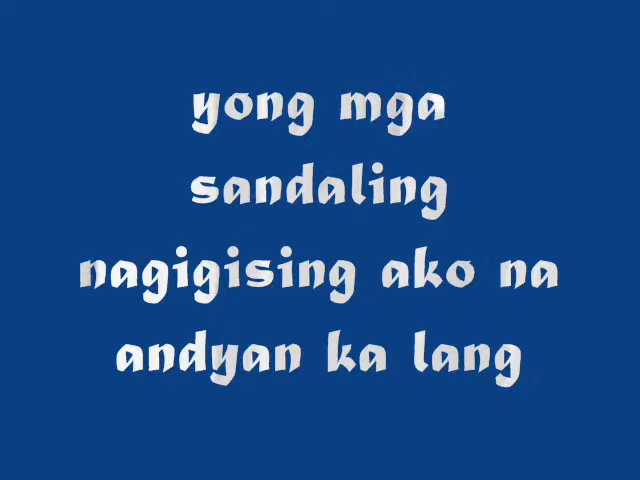 yong mga
sandaling
nagigising ako na
andyan ka lang